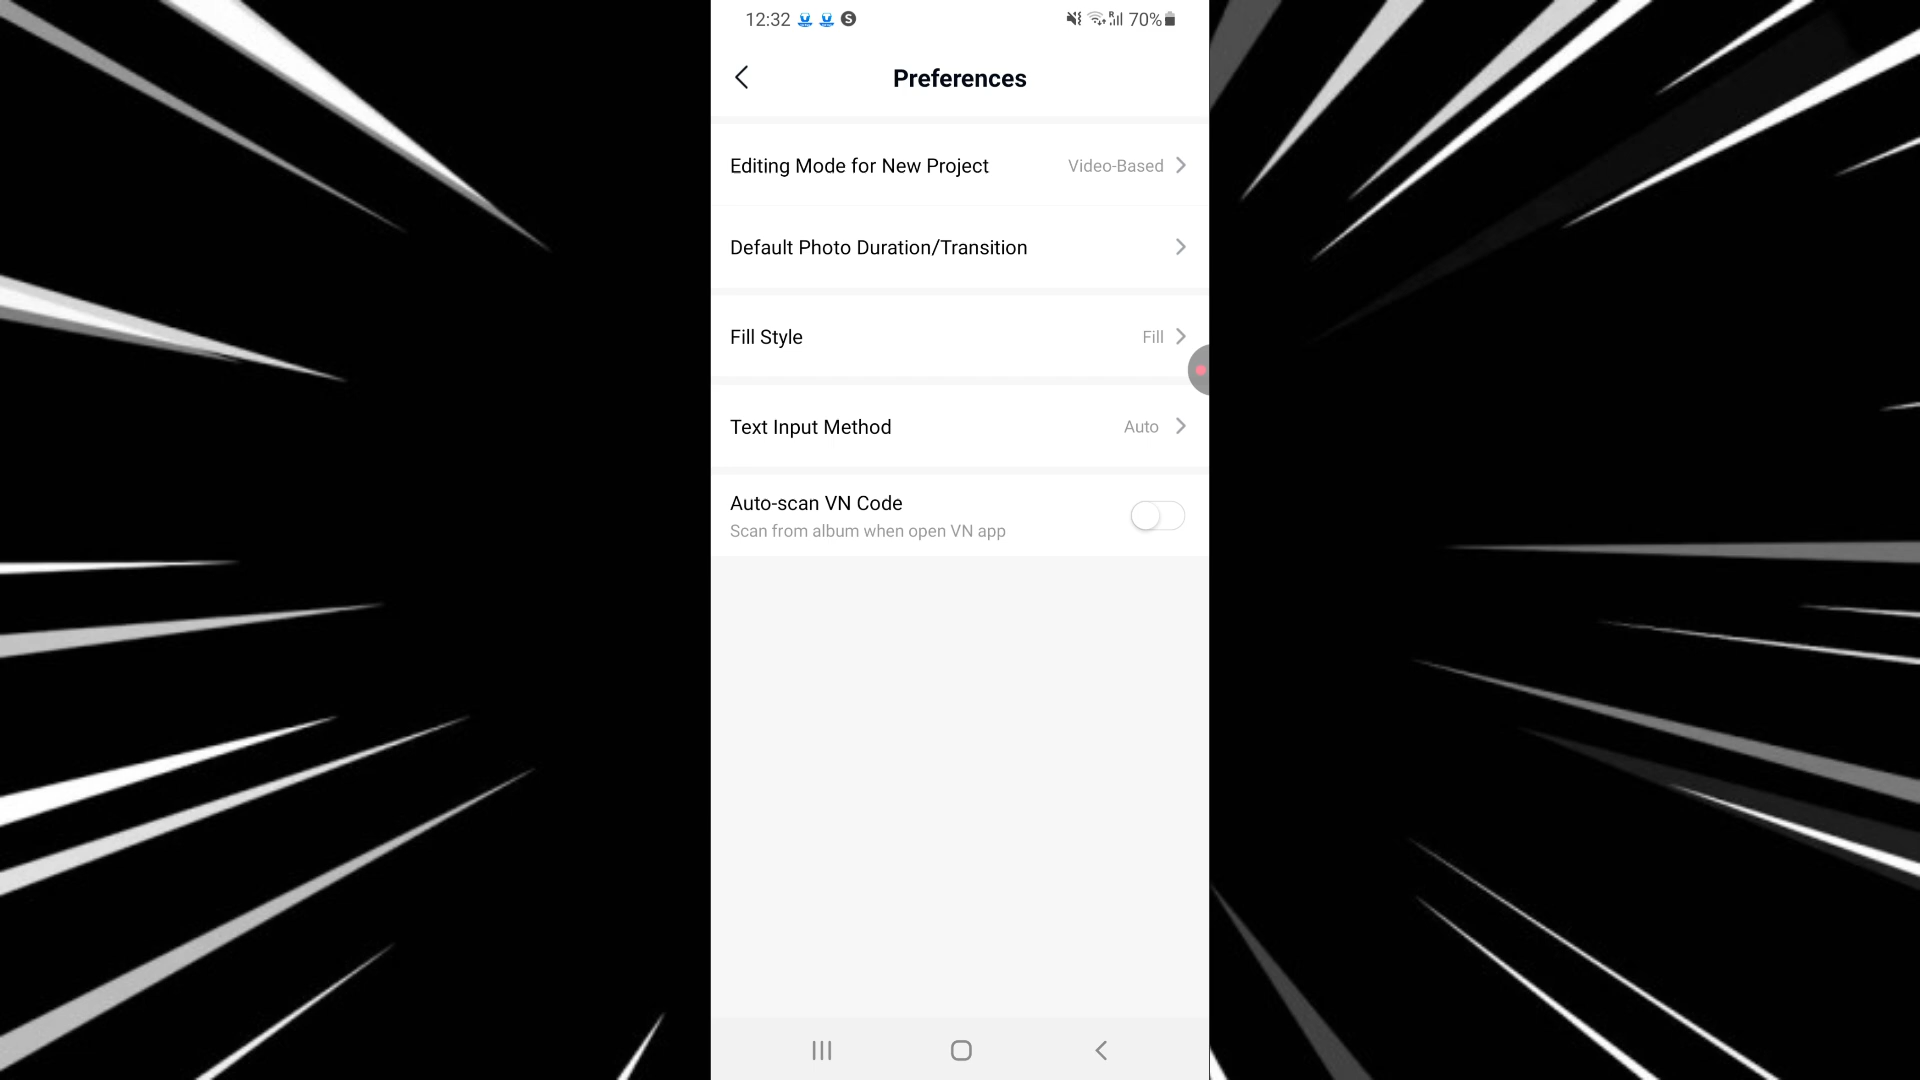 12:32 S R 70%
Preferences
Editing Mode for New Project Video-Based
Default Photo Duration/Transition
Fill Style Fill
Text Input Method Auto
Auto-scan VN Code
Scan from album when open VN app